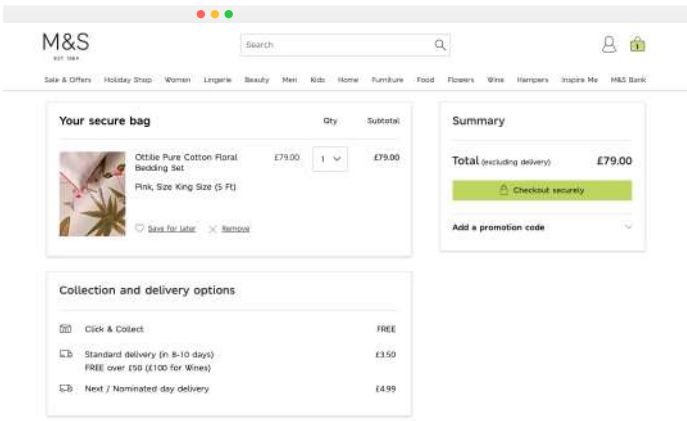 M&S
EST. 1884
Search
1
Sale & Offers Holiday Shop Women Lingerie Beauty Men Kids Home Furniture Food Flowers Wine Hampers Inspire Me M&S Bank
Your secure bag Qty Subtotal
Ottilie Pure Cotton Floral £79.00 1 £79.00
Bedding Set
Pink, Size King Size (5 Ft)
Save for later Remove
Summary
Total (excluding delivery) £79.00
Checkout securely
Add a promotion code
Collection and delivery options
Click & Collect FREE
Standard delivery (in 8-10 days) £3.50
FREE over £50 (£100 for Wines)
Next / Nominated day delivery £4.99